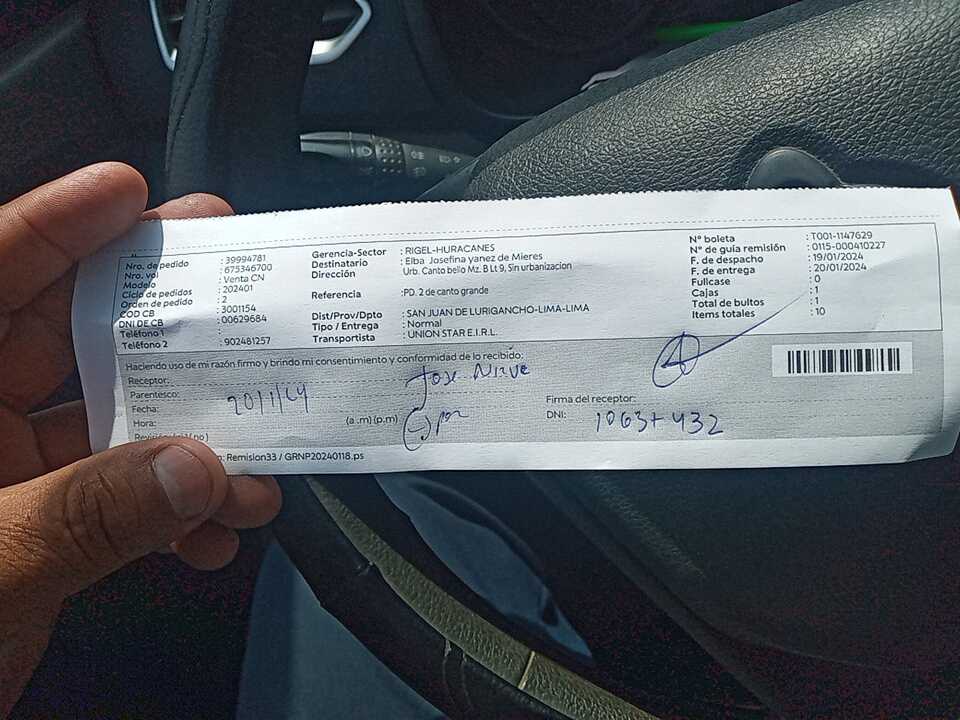 Nro. de pedido : 39994781
Nro. vol : 675346700
Modelo : Venta CN
Ciclo de pedidos : 202401
Orden de pedido : 2
COD CB : 3001154
DNI DE CB : 00629684
Teléfono 1
Teléfono 2 : 902481257
Gerencia-Sector : RIGEL-HURACANES
Destinatario : Elba Josefina yanez de Mieres
Dirección Urb. Canto bello Mz. B Lt 9, Sin urbanizacion
Referencia : PD. 2 de canto grande
Dist/Prov/Dpto : SAN JUAN DE LURIGANCHO-LIMA-LIMA
Tipo / Entrega : Normal
Transportista : UNION STAR E.I.R.L.
N° boleta : T001-1147629
N° de guía remisión : 0115-000410227
F. de despacho : 19/01/2024
F. de entrega : 20/01/2024
Fullcase : 0
Cajas : 1
Total de bultos : 1
Items totales : 10
Haciendo uso de mi razón firmo y brindo mi consentimiento y conformidad de lo recibido:
Receptor: Jose
Parentesco:
Fecha: 20/1/24
Hora: (a.m) (p.m)
Firma del receptor:
DNI:
Remision33 / GRNP20240118.ps